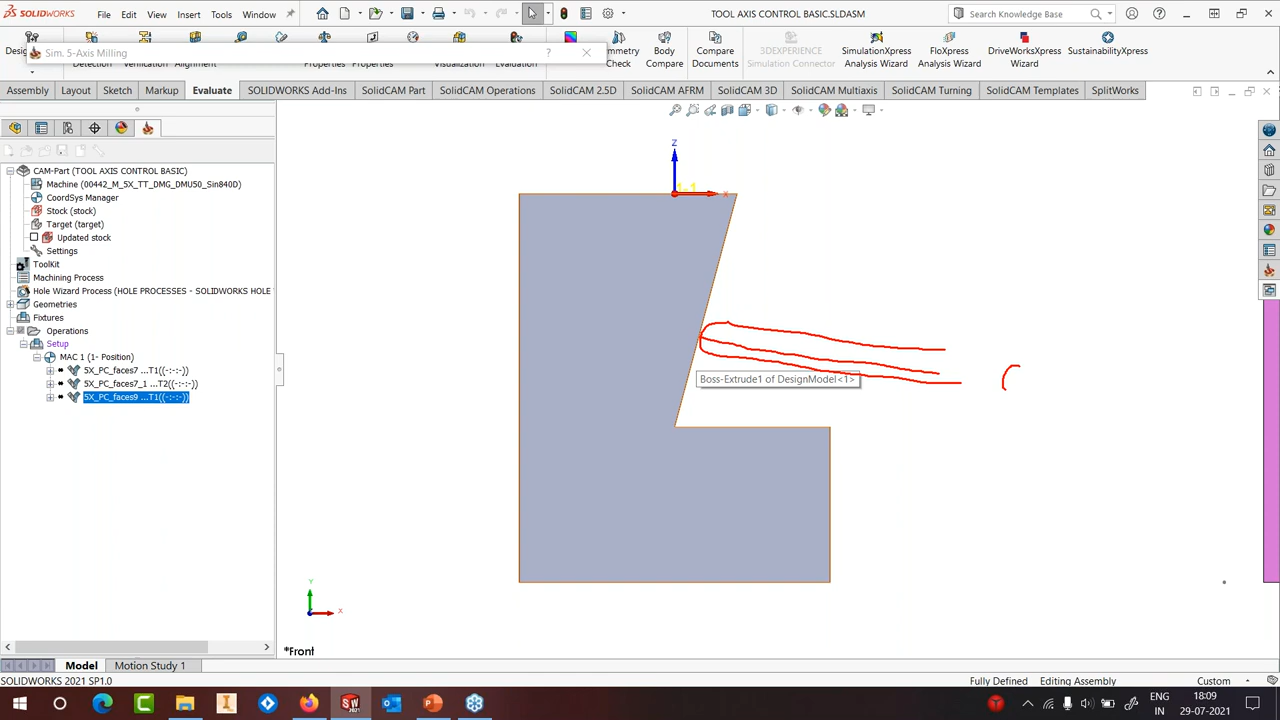 SOLIDWORKS File Edit View Insert Tools Window TOOL AXIS CONTROL BASIC.SLDASM Search Knowledge Base
Sim. 5-Axis Milling
Detection Verification Alignment Properties Properties Visualization Evaluation Check Body Compare Compare Documents 3DEXPERIENCE Simulation Connector SimulationXpress Analysis Wizard FloXpress Analysis Wizard DriveWorksXpress Wizard SustainabilityXpress
Assembly Layout Sketch Markup Evaluate SOLIDWORKS Add-Ins SolidCAM Part SolidCAM Operations SolidCAM 2.5D SolidCAM AFRM SolidCAM 3D SolidCAM Multiaxis SolidCAM Turning SolidCAM Templates SplitWorks
CAM-Part (TOOL AXIS CONTROL BASIC)
Machine (00442_M_5X_TT_DMG_DMU50_Sin840D)
CoordSys Manager
Stock (stock)
Target (target)
Updated stock
Settings
ToolKit
Machining Process
Hole Wizard Process (HOLE PROCESSES - SOLIDWORKS HOLE
Geometries
Fixtures
Operations
Setup
MAC 1 (1- Position)
5X_PC_faces7 ...T1((-:-:-))
5X_PC_faces7_1 ...T2((-:-:-))
5X_PC_faces9 ...T1((-:-:-))
Z
X
Boss-Extrude1 of DesignModel<1>
Y
X
*Front
Model Motion Study 1
SOLIDWORKS 2021 SP1.0 Fully Defined Editing Assembly Custom
ENG
IN
18:09
29-07-2021